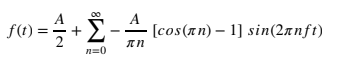 f(t) = A/2 + ∑_{n=0}^{∞} − A/(πn) [cos(πn) − 1] sin(2πnft)